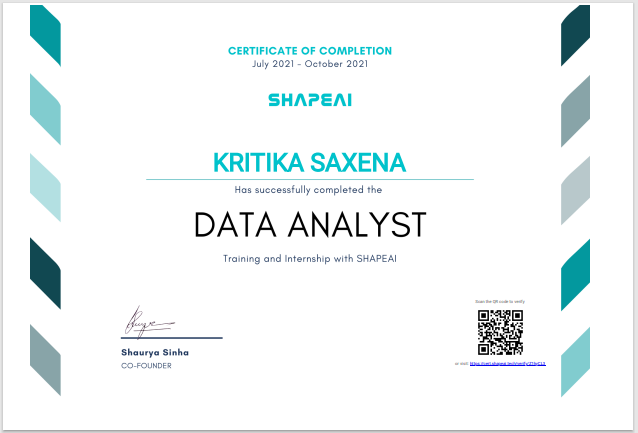 CERTIFICATE OF COMPLETION
July 2021 - October 2021
SHAPEAI
KRITIKA SAXENA
Has successfully completed the
DATA ANALYST
Training and Internship with SHAPEAI
Shaurya Sinha
CO-FOUNDER
Scan the QR code to verify
or visit